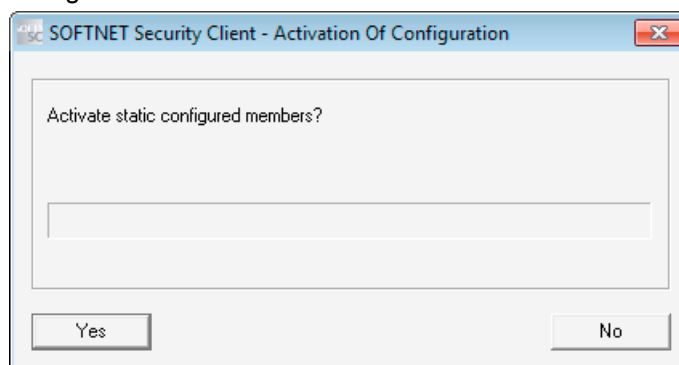 SOFTNET Security Client - Activation Of Configuration
Activate static configured members?
Yes
No